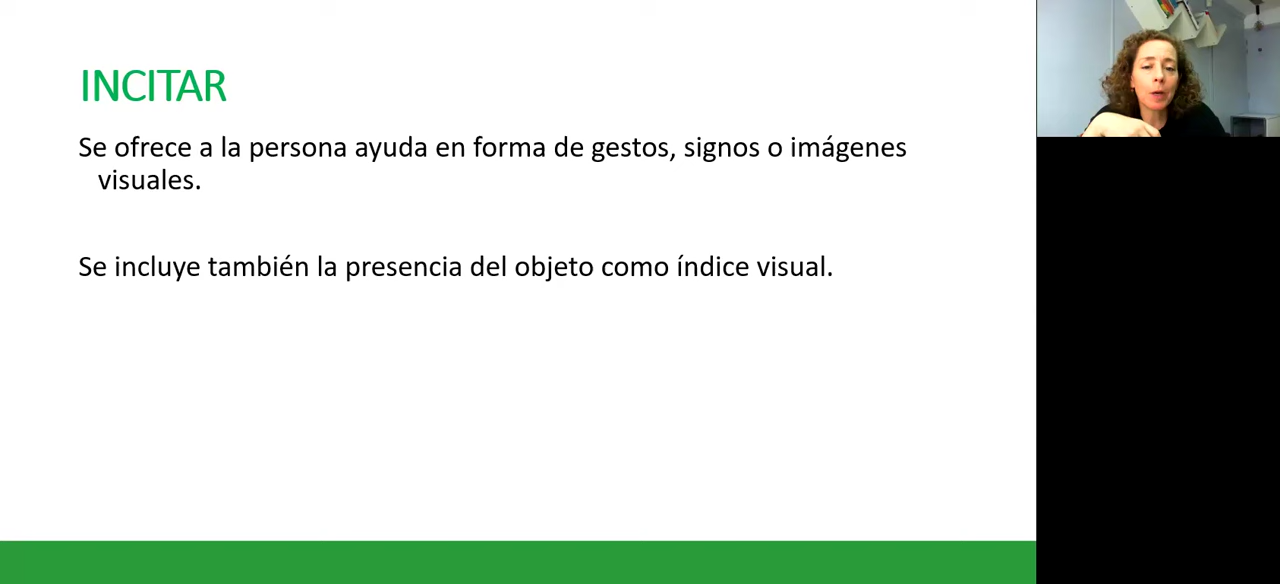 INCITAR
Se ofrece a la persona ayuda en forma de gestos, signos o imágenes
visuales.
Se incluye también la presencia del objeto como índice visual.